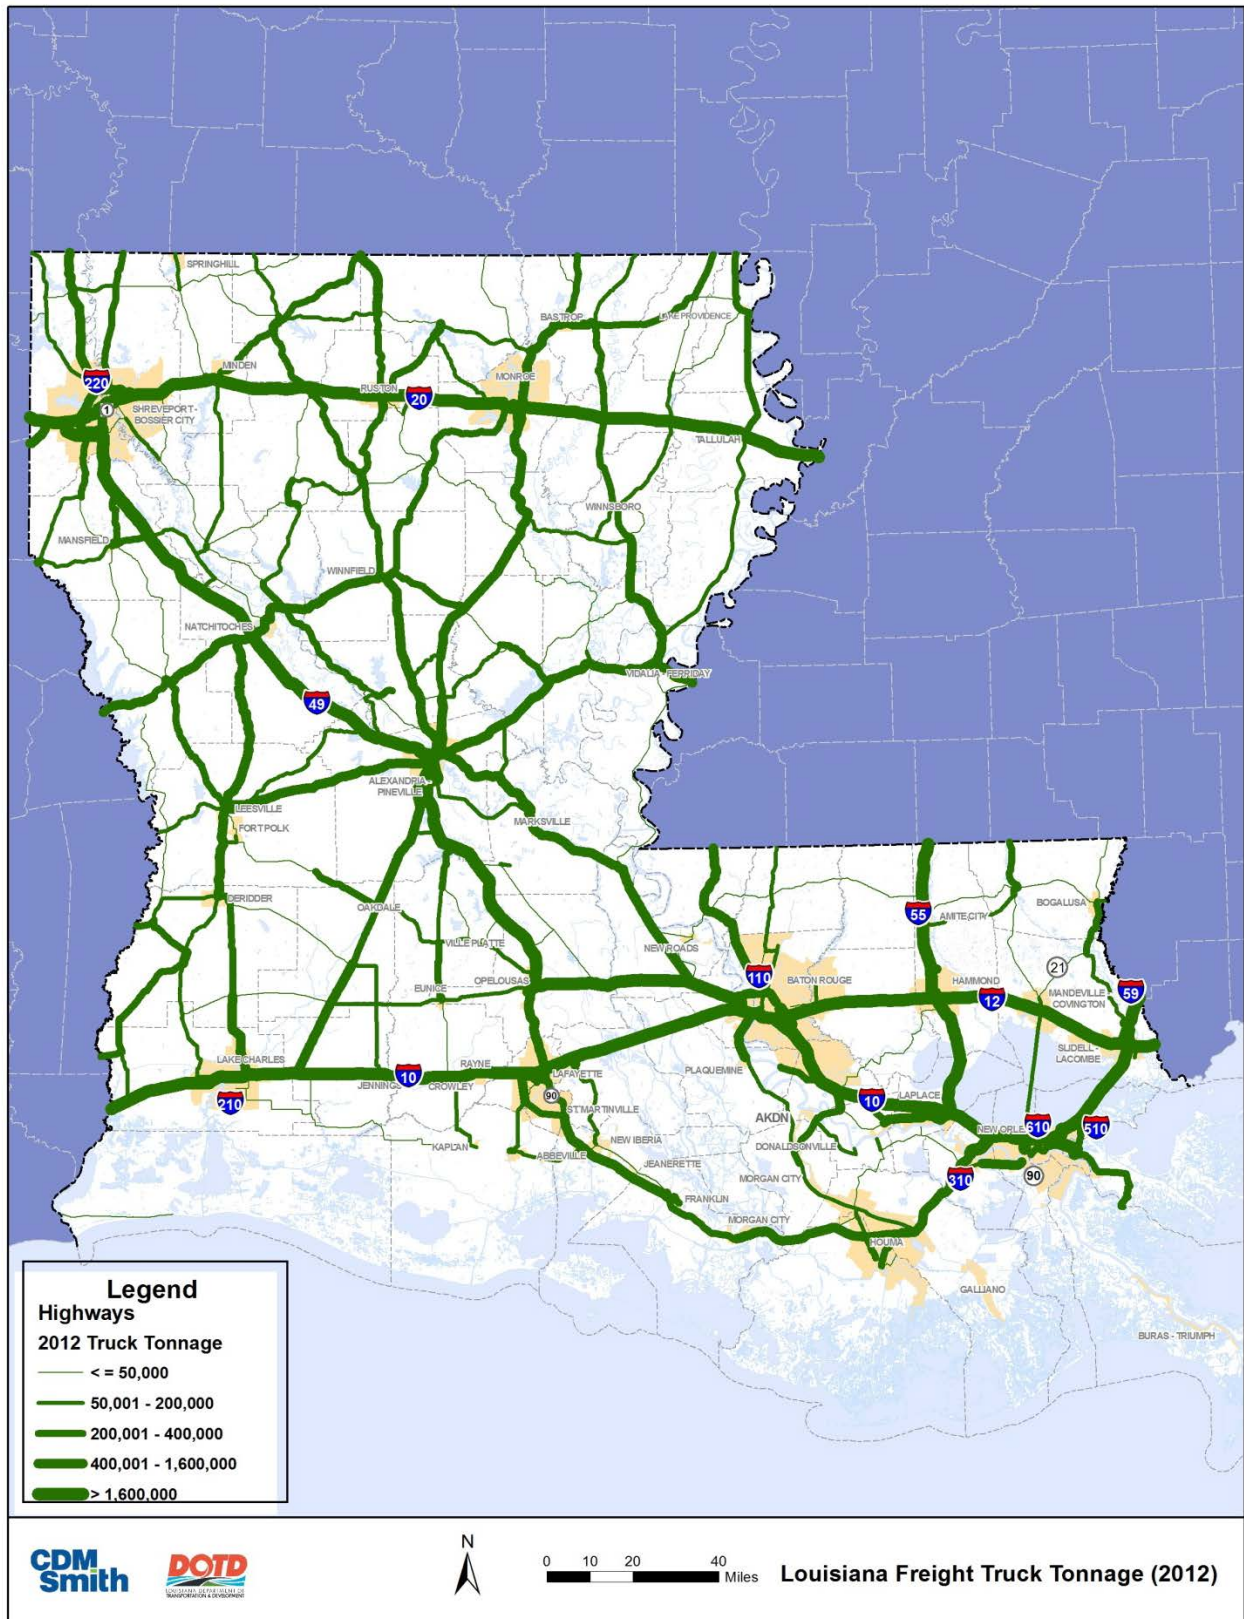 SPRINGHILL
BASTROP
LAKE PROVIDENCE
MINDEN
220
RUSTON
MONROE
20
1
SHREVEPORT -
BOSSIER CITY
TALLULAH
WINNSBORO
MANSFIELD
WINNFIELD
NATCHITOCHES
VIDALIA - FERRIDAY
49
ALEXANDRIA
PINEVILLE
LEESVILLE
FORT POLK
MARKSVILLE
DERIDDER
OAKDALE
55
AMITE CITY
BOGALUSA
VILLE PLATTE
NEW ROADS
21
OPELOUSAS
110
BATON ROUGE
HAMMOND
EUNICE
12
MANDEVILLE
COVINGTON
59
LAKE CHARLES
RAYNE
LAFAYETTE
PLAQUEMINE
SLIDELL
LACOMBE
10
JENNINGS
CROWLEY
210
90
ST MARTINVILLE
10
LAPLACE
AKDN
NEW ORLE
610
510
KAPLAN
ABBEVILLE
NEW IBERIA
DONALDSONVILLE
JEANERETTE
MORGAN CITY
310
90
FRANKLIN
MORGAN CITY
HOUMA
GALLIANO
BURAS - TRIUMPH
Legend
Highways
2012 Truck Tonnage
< = 50,000
50,001 - 200,000
200,001 - 400,000
400,001 - 1,600,000
> 1,600,000
CDM
Smith
DOTD
LOUISIANA DEPARTMENT OF
TRANSPORTATION & DEVELOPMENT
N
0 10 20 40
Miles
Louisiana Freight Truck Tonnage (2012)